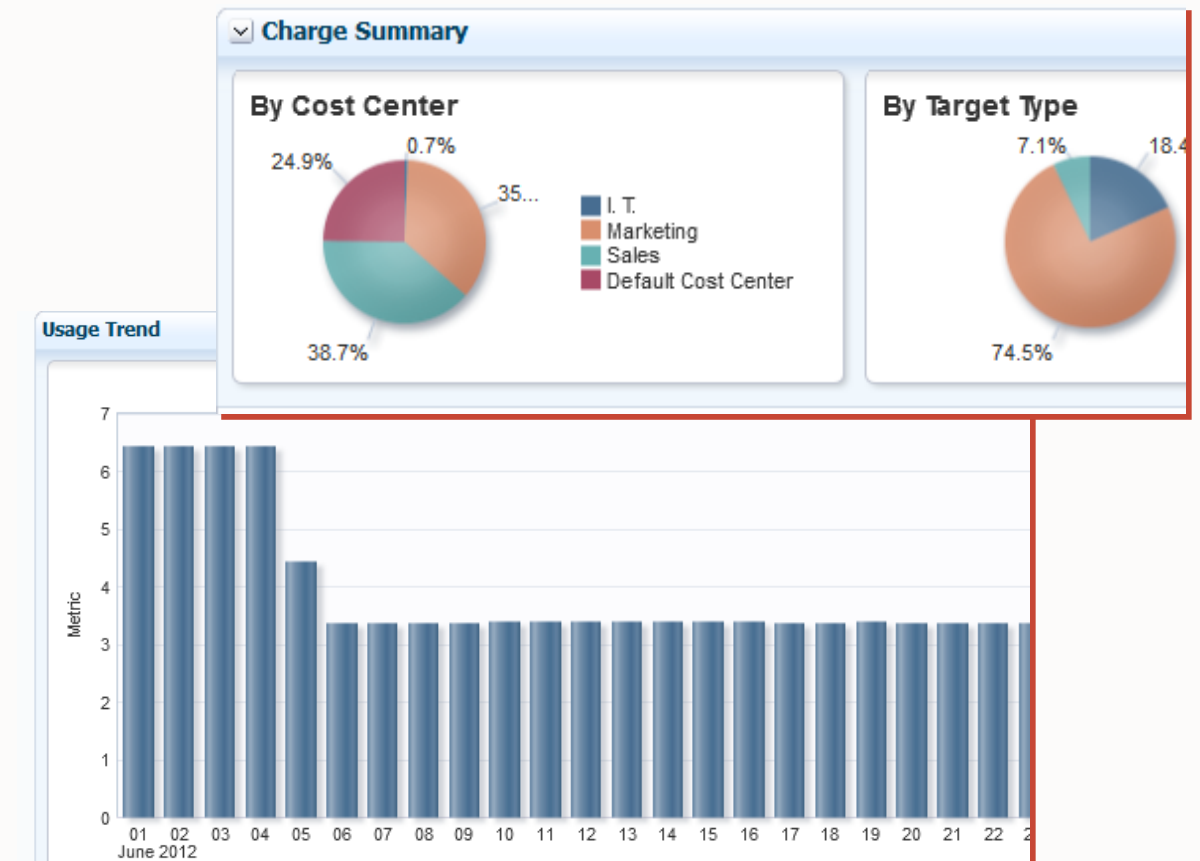 Charge Summary
By Cost Center
0.7%
24.9%
35...
38.7%
I. T.
Marketing
Sales
Default Cost Center
By Target Type
7.1%
18.4
74.5%
Usage Trend
7
6
5
4
3
2
1
0
Metric
01 02 03 04 05 06 07 08 09 10 11 12 13 14 15 16 17 18 19 20 21 22 2
June 2012